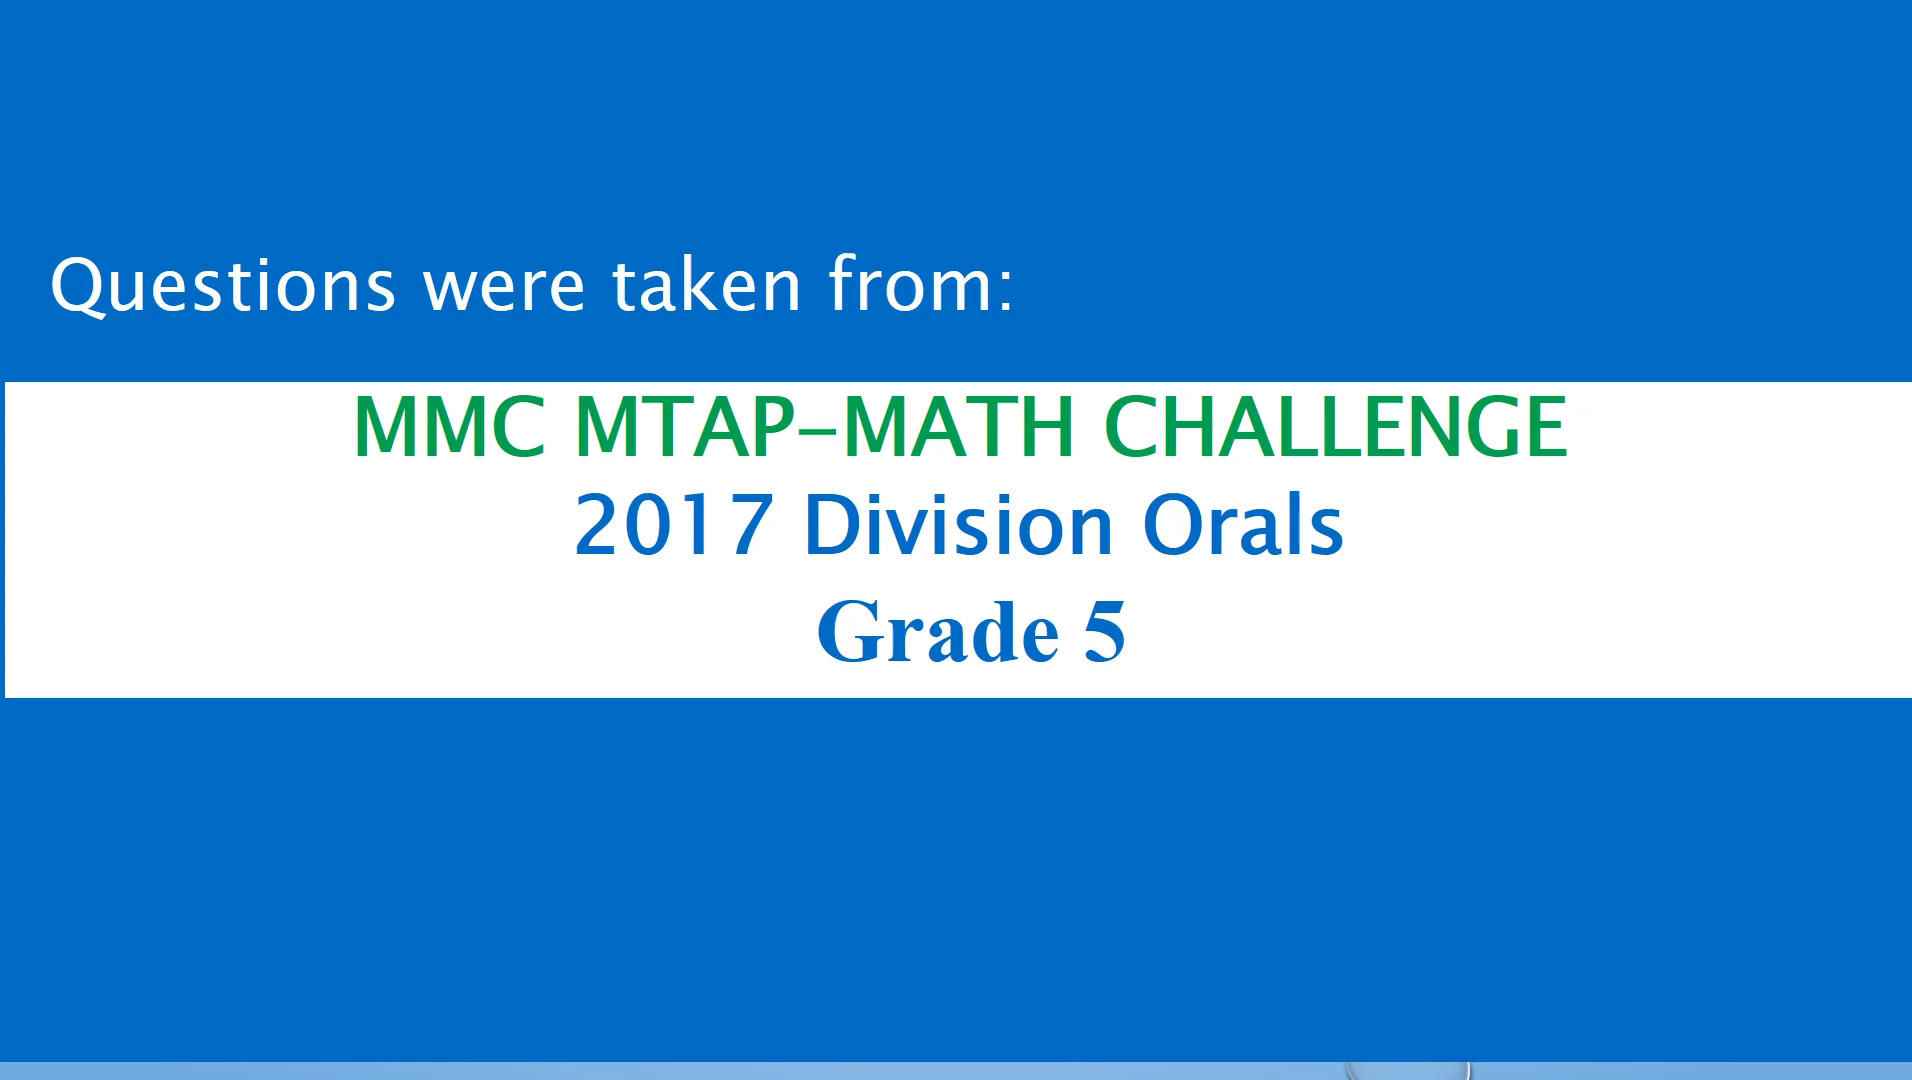 Questions were taken from:
MMC MTAP-MATH CHALLENGE
2017 Division Orals
Grade 5